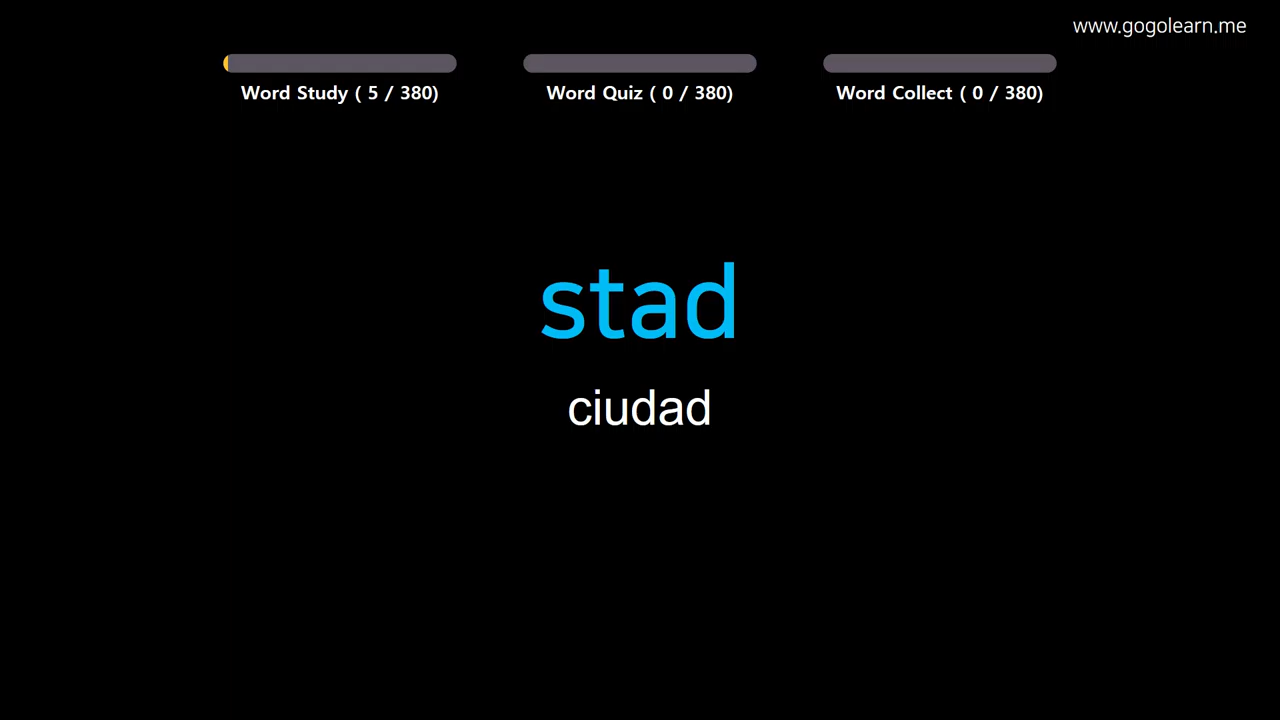 www.gogolearn.me
Word Study ( 5 / 380)
Word Quiz ( 0 / 380)
Word Collect ( 0 / 380)
stad
ciudad